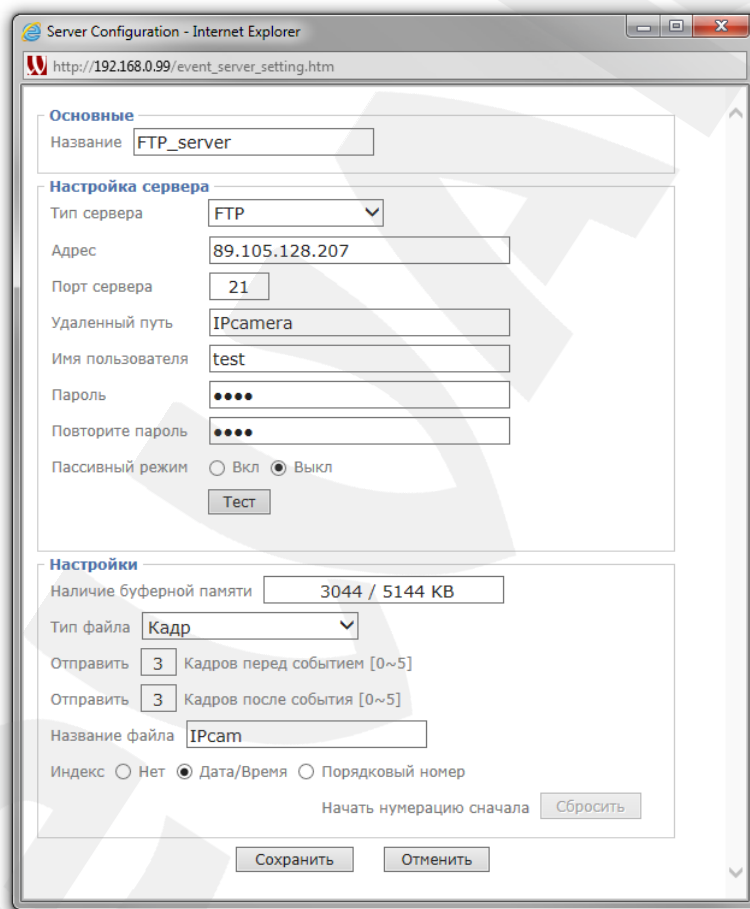 Server Configuration - Internet Explorer
http://192.168.0.99/event_server_setting.htm
Основные
Название FTP_server
Настройка сервера
Тип сервера FTP
Адрес 89.105.128.207
Порт сервера 21
Удаленный путь IPcamera
Имя пользователя test
Пароль ••••
Повторите пароль ••••
Пассивный режим Вкл Выкл
Тест
Настройки
Наличие буферной памяти 3044 / 5144 KB
Тип файла Кадр
Отправить 3 Кадров перед событием [0~5]
Отправить 3 Кадров после события [0~5]
Название файла IPcam
Индекс Нет Дата/Время Порядковый номер
Начать нумерацию сначала Сбросить
Сохранить Отменить